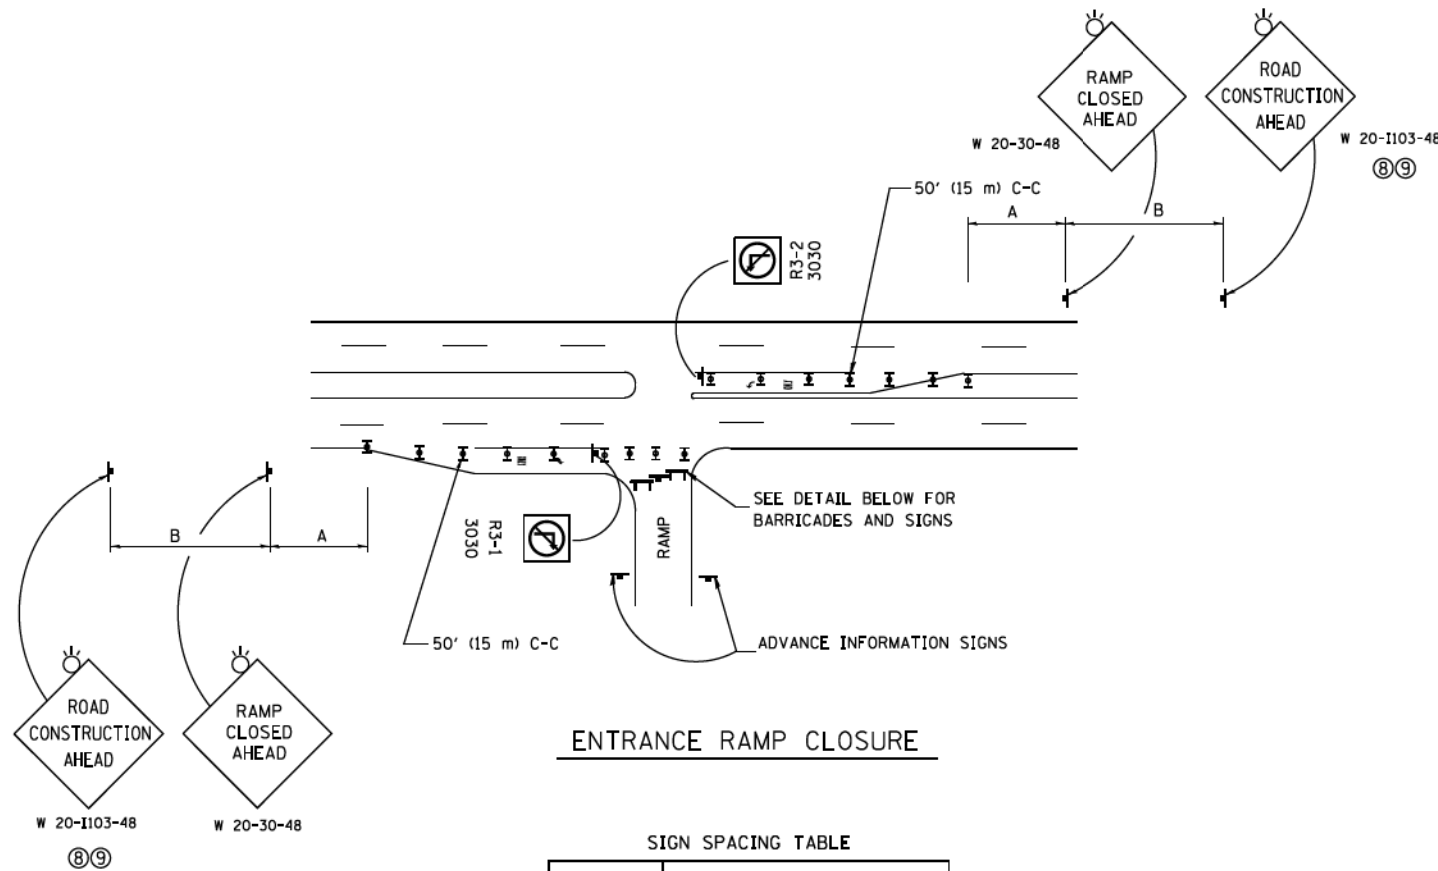 RAMP
CLOSED
AHEAD
W 20-30-48
ROAD
CONSTRUCTION
AHEAD
W 20-I103-48
⑧⑨
50' (15 m) C-C
A
B
R3-2
3030
SEE DETAIL BELOW FOR
BARRICADES AND SIGNS
B
A
R3-1
3030
RAMP
50' (15 m) C-C
ADVANCE INFORMATION SIGNS
ROAD
CONSTRUCTION
AHEAD
W 20-I103-48
⑧⑨
RAMP
CLOSED
AHEAD
W 20-30-48
ENTRANCE RAMP CLOSURE
SIGN SPACING TABLE